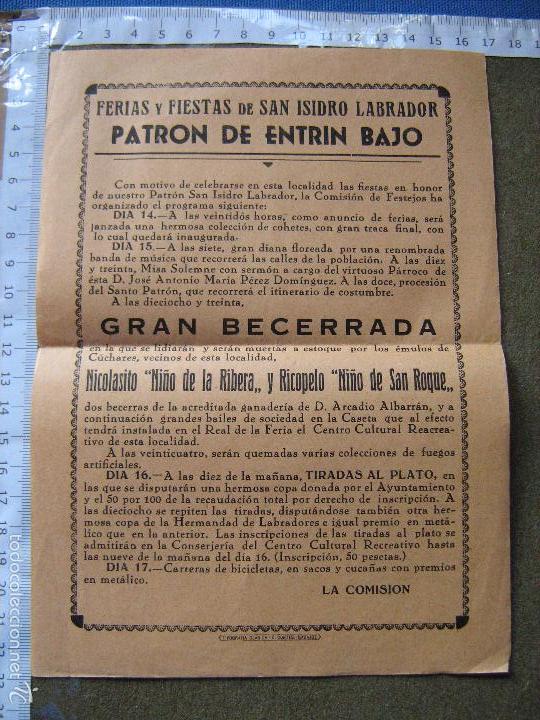 FERIAS Y FIESTAS DE SAN ISIDRO LABRADOR
PATRON DE ENTRIN BAJO
Con motivo de celebrarse en esta localidad las fiestas en honor
de nuestro Patrón San Isidro Labrador, la Comisión de Festejos ha
organizado el programa siguiente:
DIA 14.—A las veintidós horas, como anuncio de ferias, será
lanzada una hermosa colección de cohetes, con gran traca final, con
lo cual quedará inaugurada.
DIA 15.—A las siete, gran diana floreada por una renombrada
banda de música que recorrerá las calles de la población. A las diez
y treinta, Misa Solemne con sermón a cargo del virtuoso Párroco de
ésta D. José Antonio María Pérez Domínguez. A las doce, procesión
del Santo Patrón, que recorrerá el itinerario de costumbre.
A las dieciocho y treinta,
GRAN BECERRADA
en la que se lidiarán y serán muertas a estoque por los émulos de
Cúchares, vecinos de esta localidad,
Nicolasito "Niño de la Ribera„ y Ricopelo "Niño de San Roque„
dos becerras de la acreditada ganadería de D. Arcadio Albarrán, y a
continuación grandes bailes de sociedad en la Caseta que al efecto
tendrá instalada en el Real de la Feria el Centro Cultural Reacrea-
tivo de esta localidad.
A las veinticuatro, serán quemadas varias colecciones de fuegos
artificiales.
DIA 16.—A las diez de la mañana, TIRADAS AL PLATO, en
las que se disputarán una hermosa copa donada por el Ayuntamiento
y el 50 por 100 de la recaudación total por derecho de inscripción. A
las dieciocho se repiten las tiradas, disputándose también otra her-
mosa copa de la Hermandad de Labradores e igual premio en metá-
lico que en la anterior. Las inscripciones de las tiradas al plato se
admitirán en la Conserjería del Centro Cultural Recreativo hasta
las nueve de la mañana del día 16. (Inscripción, 50 pesetas.)
DIA 17.—Carreras de bicicletas, en sacos y cucañas con premios
en metálico.
LA COMISION
todocoleccion